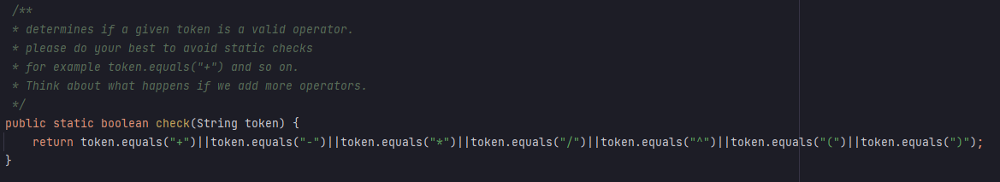 /**
* determines if a given token is a valid operator.
* please do your best to avoid static checks
* for example token.equals("+") and so on.
* Think about what happens if we add more operators.
*/
public static boolean check(String token) {
return token.equals("+")||token.equals("-")||token.equals("*")||token.equals("/")||token.equals("^")||token.equals("(")||token.equals(")");
}